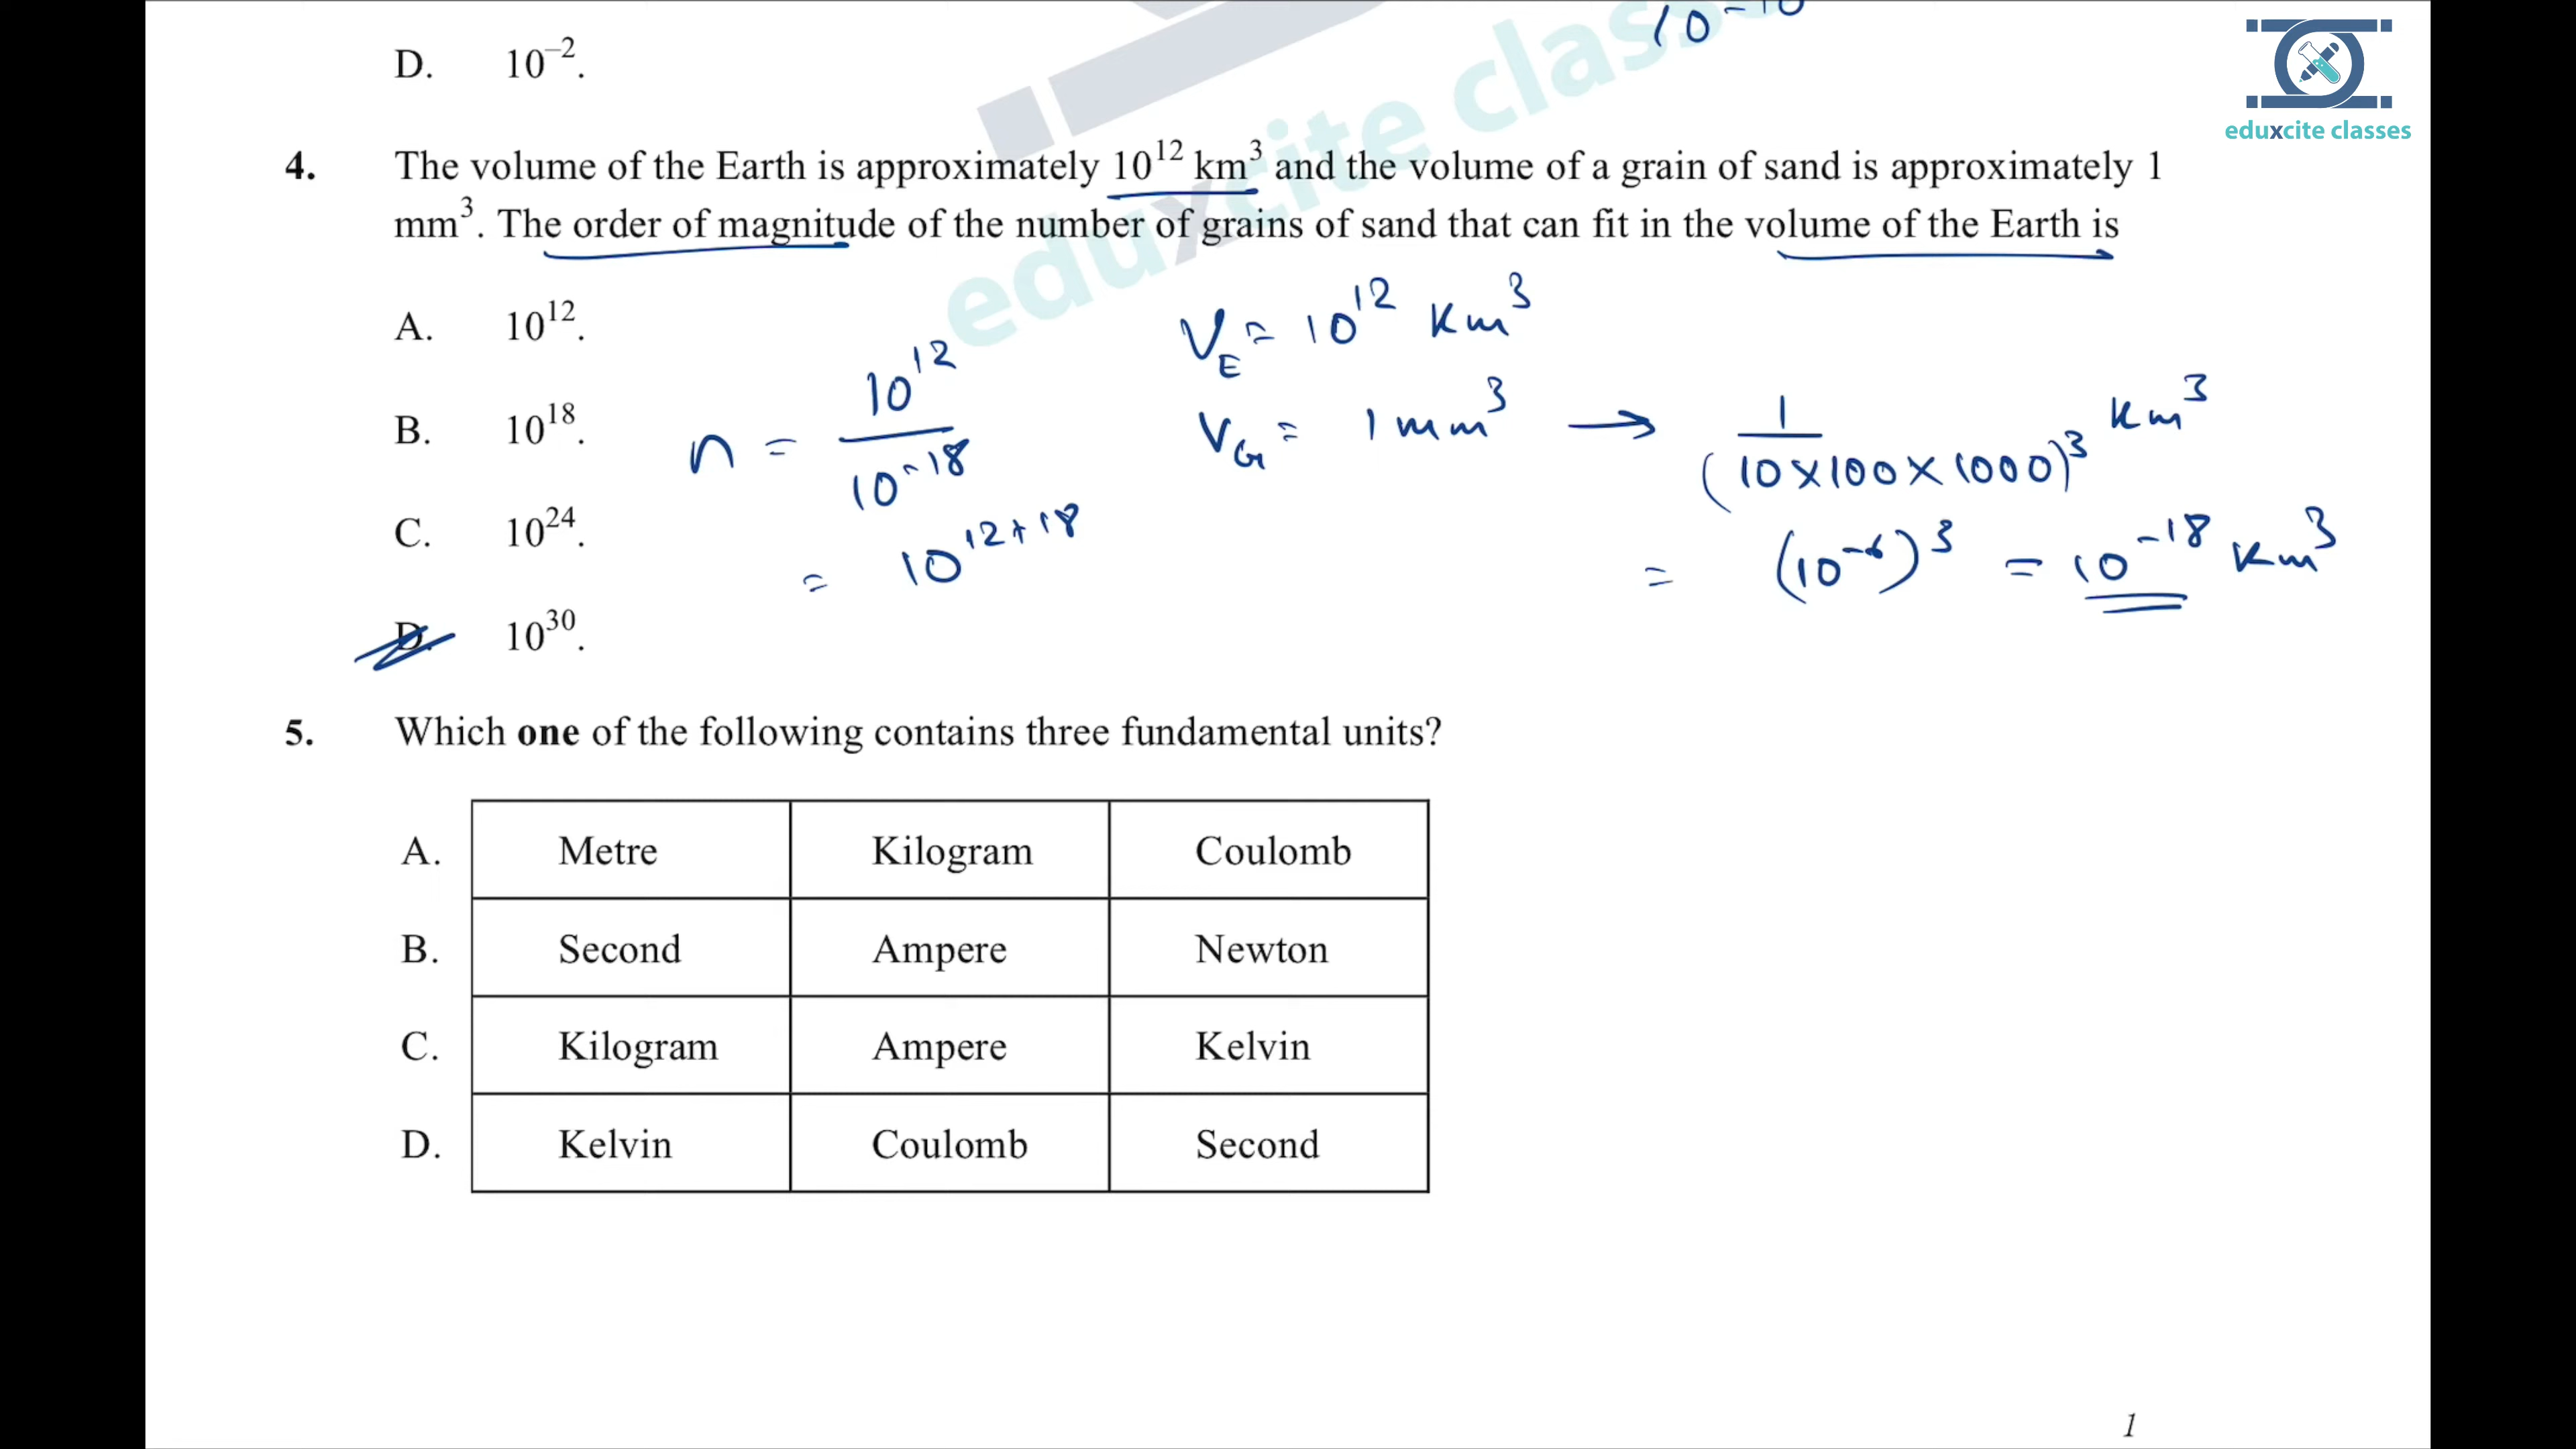 10⁻¹⁰
D. 10⁻².
eduxcite classes
eduxcite classes
4. The volume of the Earth is approximately 10¹² km³ and the volume of a grain of sand is approximately 1
mm³. The order of magnitude of the number of grains of sand that can fit in the volume of the Earth is
A. 10¹².
V_E = 10¹² Km³
B. 10¹⁸.
n = 10¹² / 10⁻¹⁸
V_G = 1 mm³ → 1 / (10×100×1000)³ Km³
C. 10²⁴.
= 10¹²⁺¹⁸
= (10⁻⁶)³ = 10⁻¹⁸ Km³
D. 10³⁰.
5. Which one of the following contains three fundamental units?
A. Metre Kilogram Coulomb
B. Second Ampere Newton
C. Kilogram Ampere Kelvin
D. Kelvin Coulomb Second
1